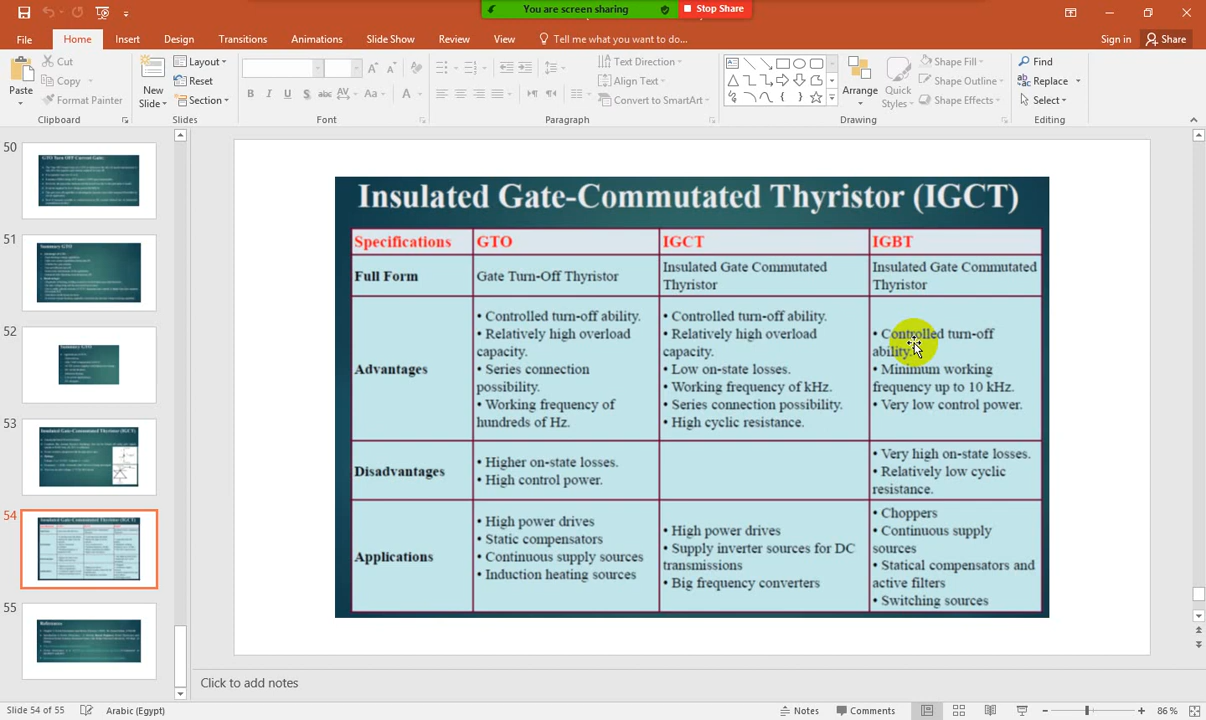 You are screen sharing
Stop Share
File
Home
Insert
Design
Transitions
Animations
Slide Show
Review
View
Tell me what you want to do...
Sign in
Share
Paste
Cut
Copy
Format Painter
Clipboard
New
Slide
Layout
Reset
Section
Slides
B I U S abc AV Aa A
Font
Paragraph
Text Direction
Align Text
Convert to SmartArt
Arrange
Quick
Styles
Shape Fill
Shape Outline
Shape Effects
Drawing
Find
Replace
Select
Editing
50
51
52
53
54
55
Insulated Gate-Commutated Thyristor (IGCT)
Specifications GTO IGCT IGBT
Full Form
Gate Turn-Off Thyristor
Insulated Gate Commutated
Thyristor
Insulated Gate Commutated
Thyristor
Advantages
• Controlled turn-off ability.
• Relatively high overload
capacity.
• Series connection
possibility.
• Working frequency of
hundreds of Hz.
• Controlled turn-off ability.
• Relatively high overload
capacity.
• Low on-state losses.
• Working frequency of kHz.
• Series connection possibility.
• High cyclic resistance.
• Controlled turn-off
ability.
• Minimum working
frequency up to 10 kHz.
• Very low control power.
Disadvantages
• Higher on-state losses.
• High control power.
• Very high on-state losses.
• Relatively low cyclic
resistance.
Applications
• High power drives
• Static compensators
• Continuous supply sources
• Induction heating sources
• High power drives
• Supply inverter sources for DC
transmissions
• Big frequency converters
• Choppers
• Continuous supply
sources
• Statical compensators and
active filters
• Switching sources
Click to add notes
Slide 54 of 55
Arabic (Egypt)
Notes
Comments
86 %